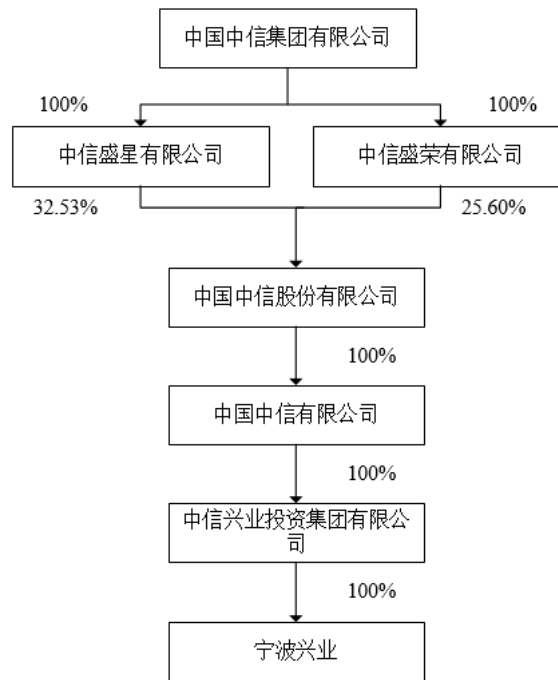 中国中信集团有限公司
100%
100%
中信盛星有限公司
中信盛荣有限公司
32.53%
25.60%
中国中信股份有限公司
100%
中国中信有限公司
100%
中信兴业投资集团有限公
司
100%
宁波兴业